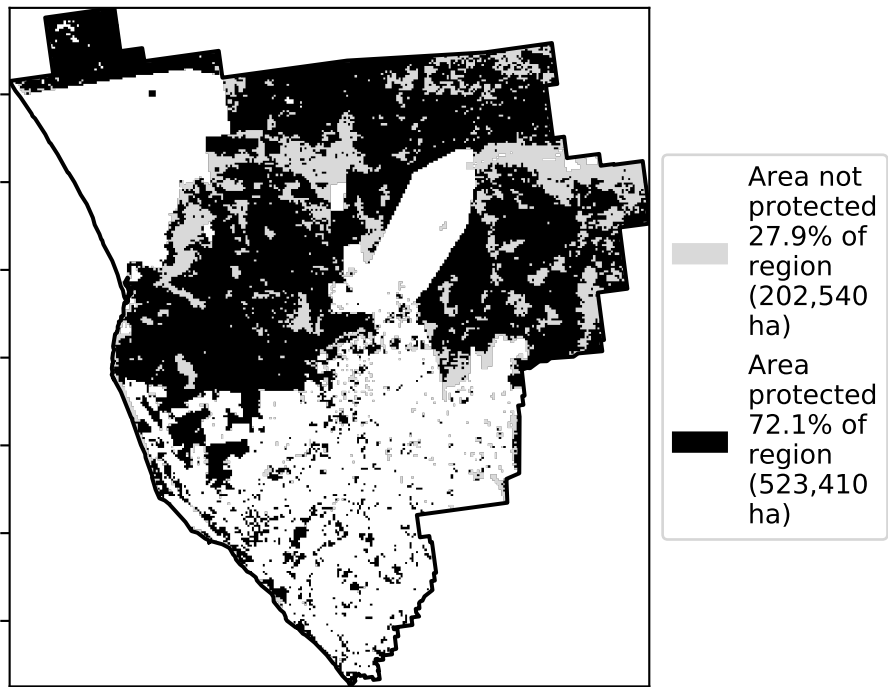 Area not
protected
27.9% of
region
(202,540
ha)
Area
protected
72.1% of
region
(523,410
ha)